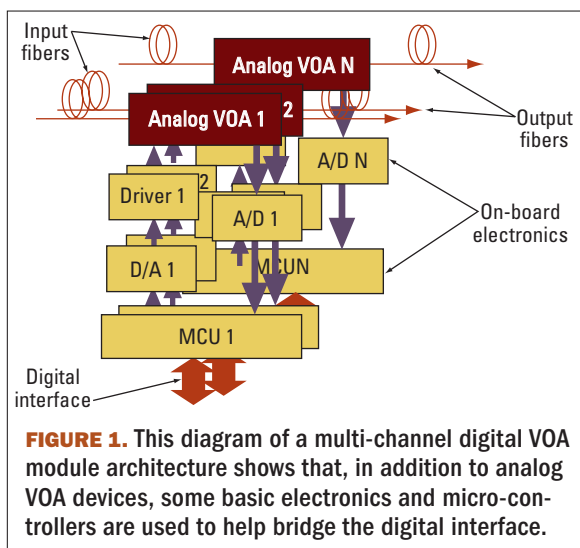 Input
fibers
Analog VOA N
Analog VOA 1
2
Output
fibers
A/D N
Driver 1
2
A/D 1
On-board
electronics
D/A 1
MCUN
MCU 1
Digital
interface
FIGURE 1. This diagram of a multi-channel digital VOA
module architecture shows that, in addition to analog
VOA devices, some basic electronics and micro-con-
trollers are used to help bridge the digital interface.